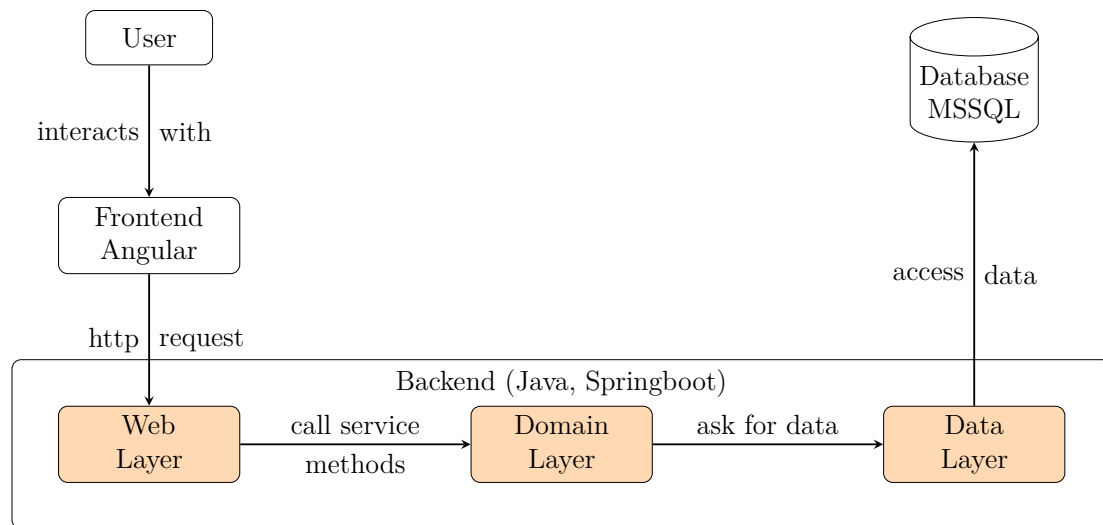 User
Database
MSSQL
interacts with
Frontend
Angular
access data
http request
Backend (Java, Springboot)
Web
Layer
call service
methods
Domain
Layer
ask for data
Data
Layer